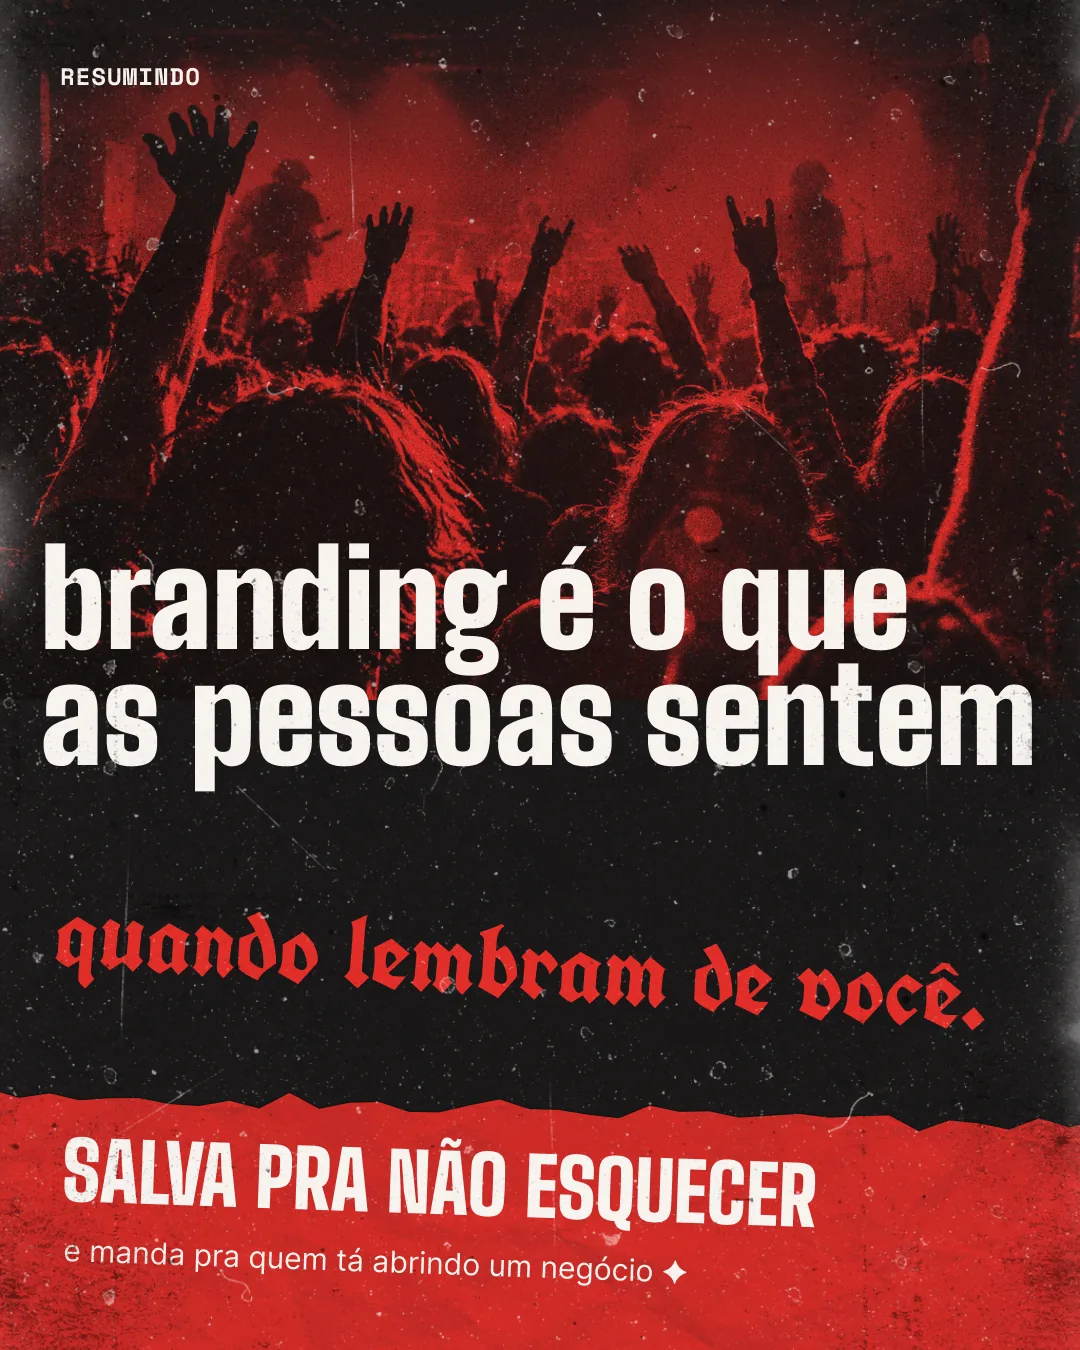 RESUMINDO
branding é o que
as pessoas sentem
quando lembram de você.
SALVA PRA NÃO ESQUECER
e manda pra quem tá abrindo um negócio ✦